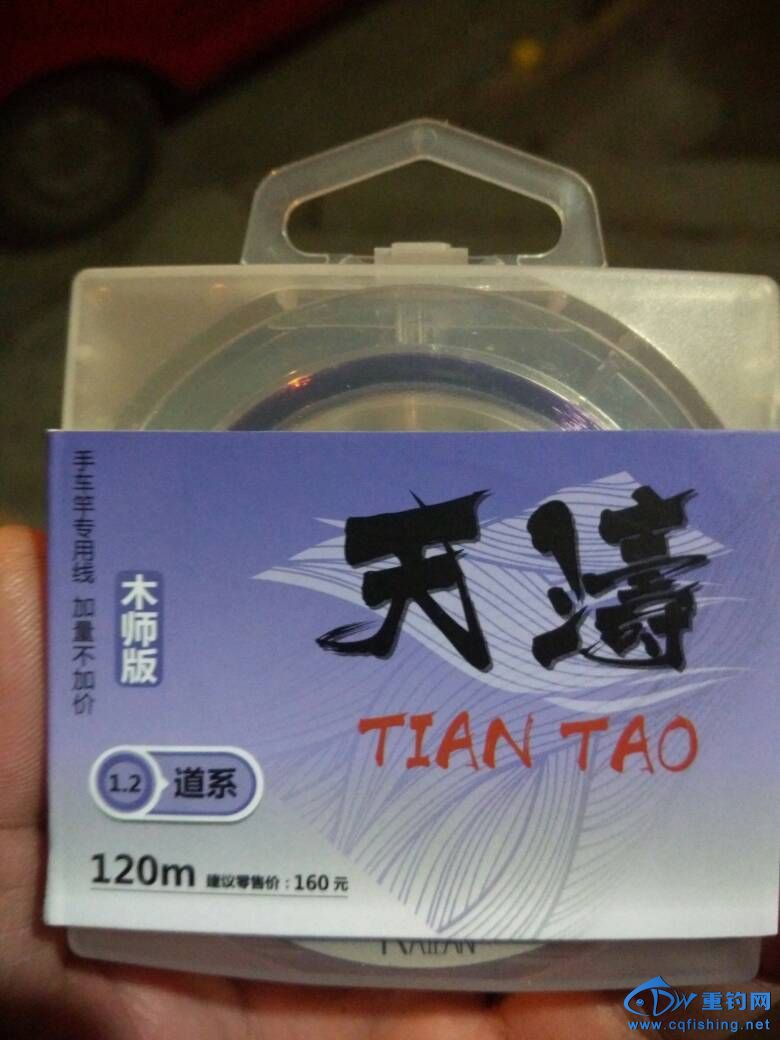 手车竿专用线 加量不加价
木师版
天涛
TIAN TAO
1.2 道系
120m 建议零售价：160元
重钓网
www.cqfishing.net